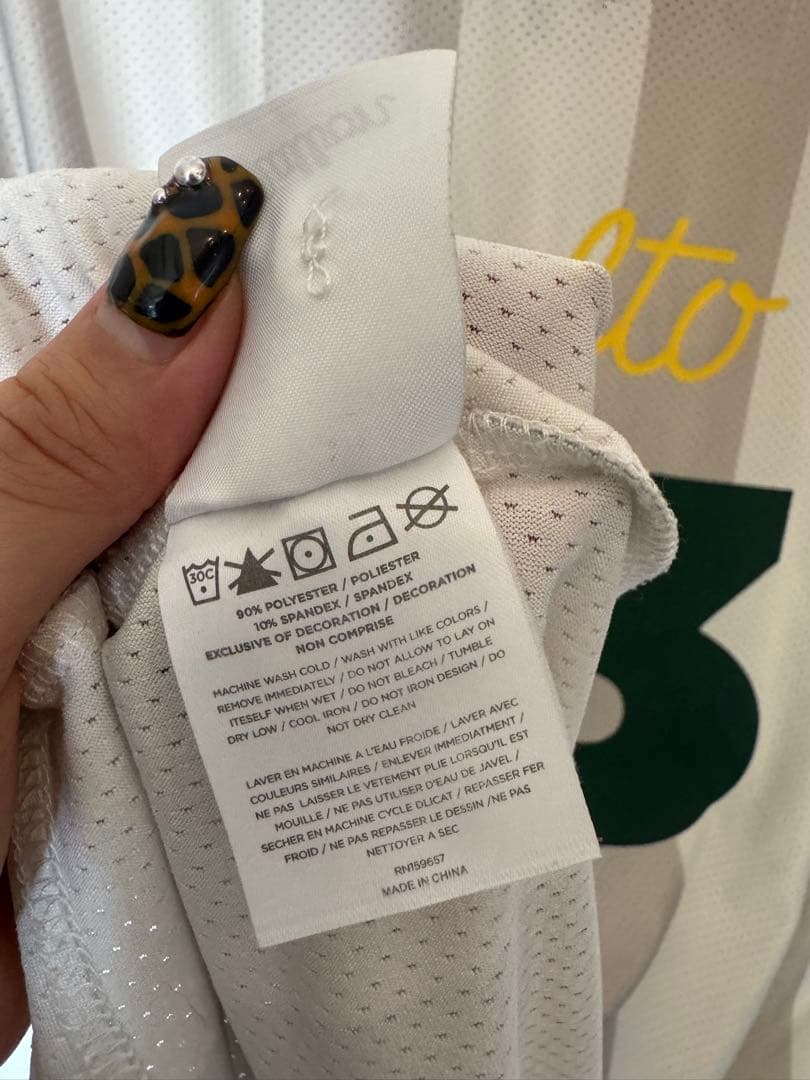 lto
3
30C
90% POLYESTER / POLIESTER
10% SPANDEX / SPANDEX
EXCLUSIVE OF DECORATION / DECORATION
NON COMPRISE
MACHINE WASH COLD / WASH WITH LIKE COLORS /
REMOVE IMMEDIATELY / DO NOT ALLOW TO LAY ON
ITESELF WHEN WET / DO NOT BLEACH / TUMBLE
DRY LOW / COOL IRON / DO NOT IRON DESIGN / DO
NOT DRY CLEAN
LAVER EN MACHINE A L'EAU FROIDE / LAVER AVEC
COULEURS SIMILAIRES / ENLEVER IMMEDIATMENT /
NE PAS LAISSER LE VETEMENT PLIE LORSQU'IL EST
MOUILLE / NE PAS UTILISER D'EAU DE JAVEL /
SECHER EN MACHINE CYCLE DLICAT / REPASSER FER
FROID / NE PAS REPASSER LE DESSIN /NE PAS
NETTOYER A SEC
RN159657
MADE IN CHINA